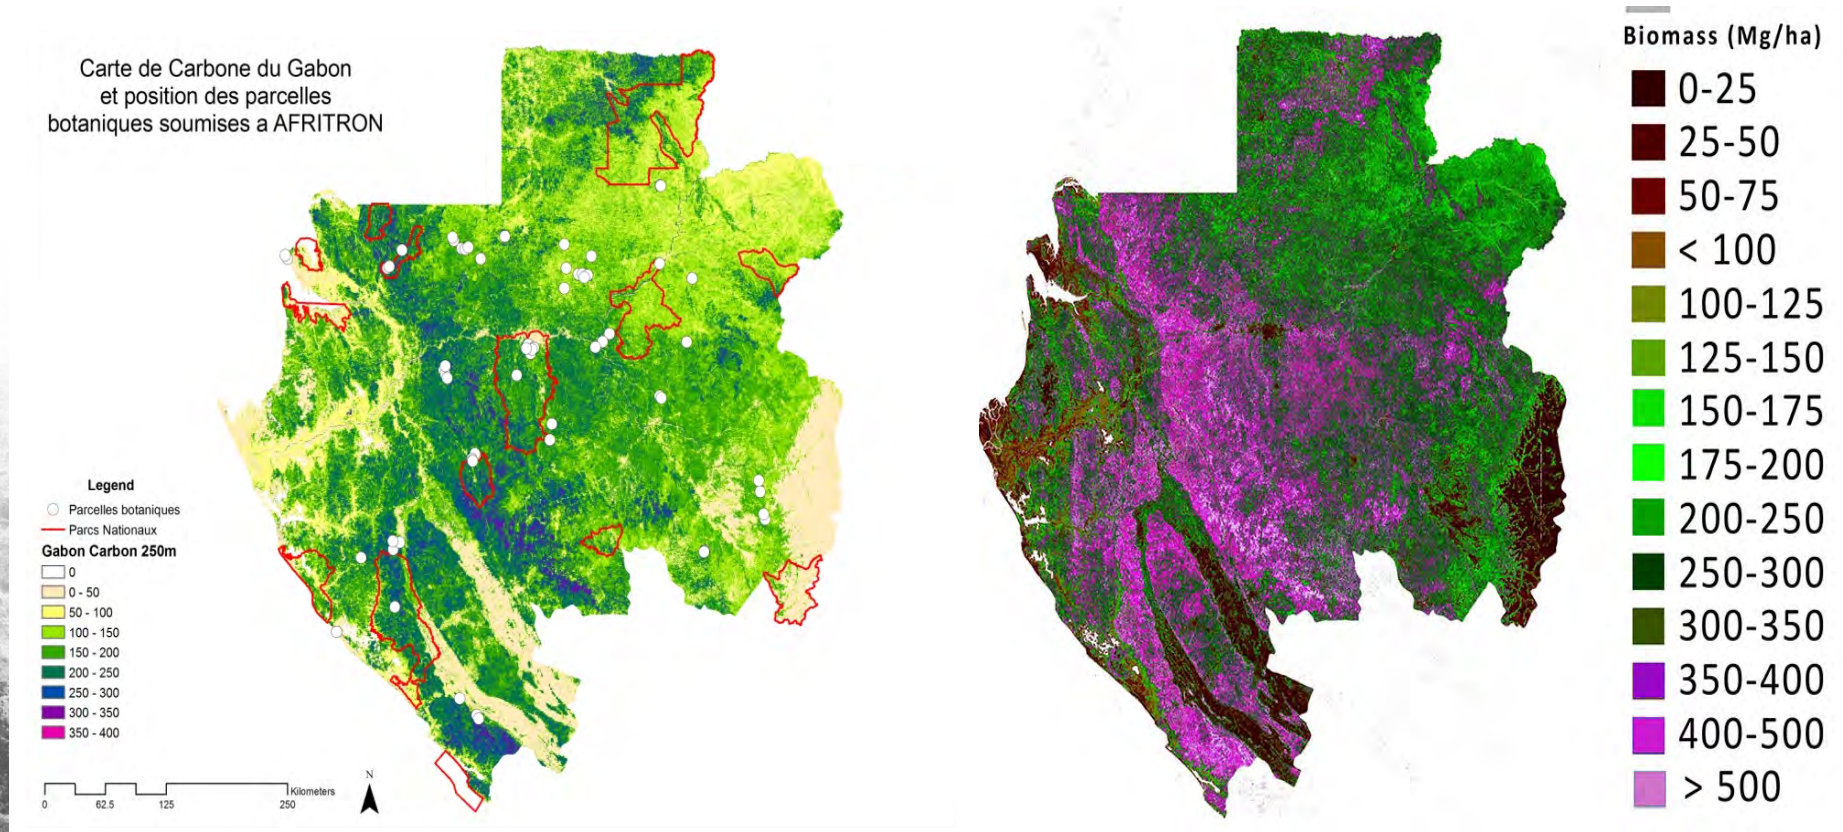 Carte de Carbone du Gabon
et position des parcelles
botaniques soumises a AFRITRON
Legend
Parcelles botaniques
Parcs Nationaux
Gabon Carbon 250m
0
0 - 50
50 - 100
100 - 150
150 - 200
200 - 250
250 - 300
300 - 350
350 - 400
N
Kilometers
0 62.5 125 250
Biomass (Mg/ha)
0-25
25-50
50-75
< 100
100-125
125-150
150-175
175-200
200-250
250-300
300-350
350-400
400-500
> 500